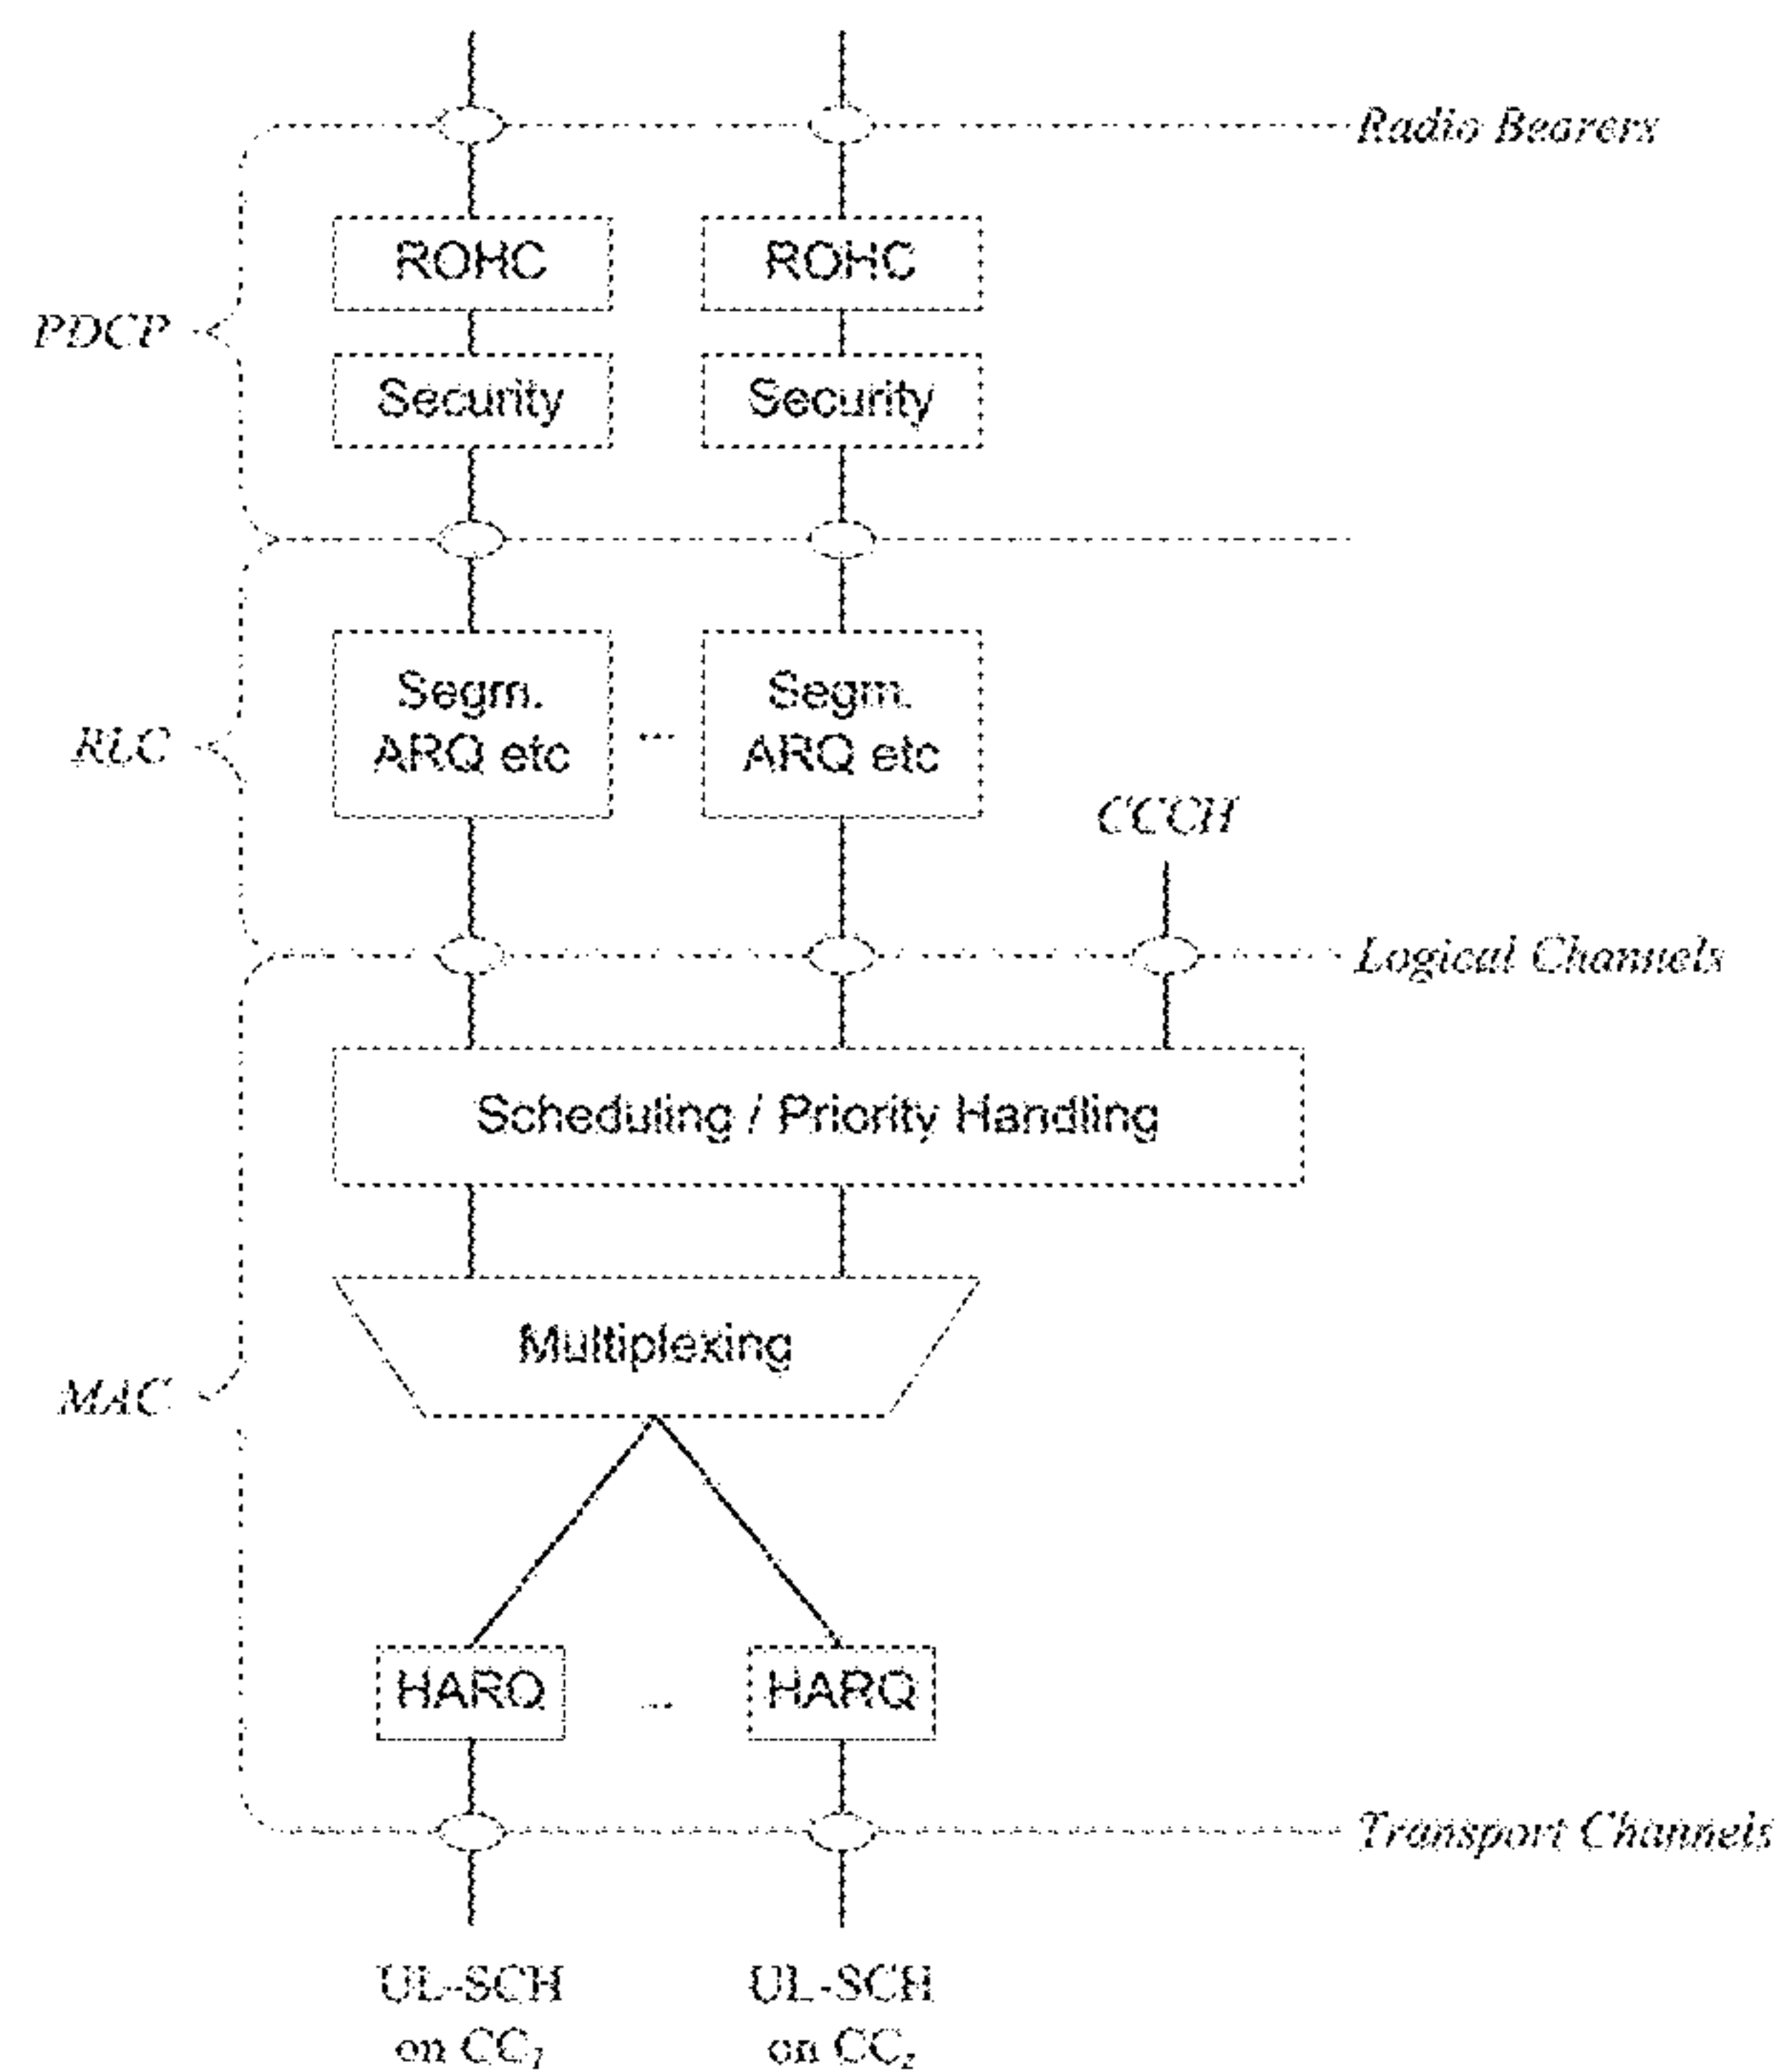 Radio Bearers
ROHC
ROHC
PDCP
Security
Security
Segm.
ARQ etc
...
Segm.
ARQ etc
RLC
CCCH
Logical Channels
Scheduling / Priority Handling
Multiplexing
MAC
HARQ
...
HARQ
Transport Channels
UL-SCH
on CC1
UL-SCH
on CCz